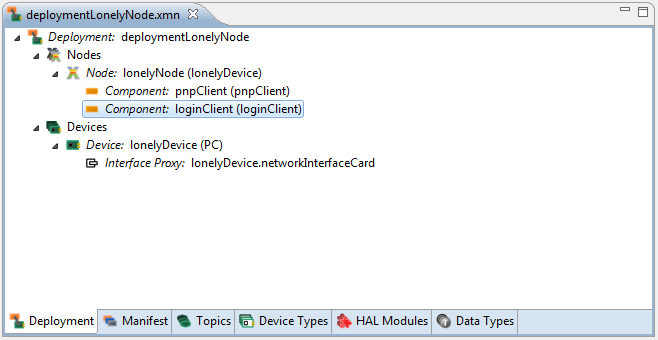 deploymentLonelyNode.xmn
Deployment: deploymentLonelyNode
Nodes
Node: lonelyNode (lonelyDevice)
Component: pnpClient (pnpClient)
Component: loginClient (loginClient)
Devices
Device: lonelyDevice (PC)
Interface Proxy: lonelyDevice.networkInterfaceCard
Deployment Manifest Topics Device Types HAL Modules Data Types